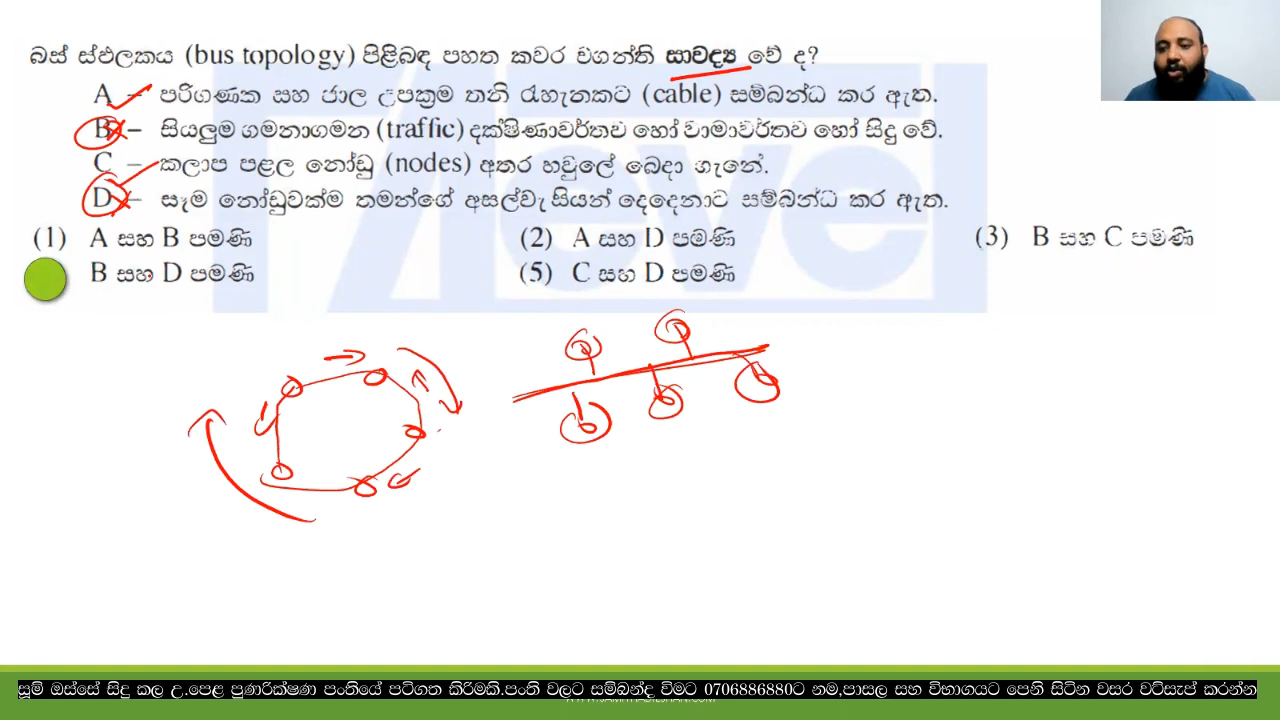 බස් ස්ථලකය (bus topology) පිළිබඳ පහත කවර වගන්ති සාවද්‍ය වේ ද?
A – පරිගණක සහ ජාල උපක්‍රම තනි රැහැනකට (cable) සම්බන්ධ කර ඇත.
B – සියලුම ගමනාගමන (traffic) දක්ෂිණාවර්තව හෝ වාමාවර්තව හෝ සිදු වේ.
C – කලාප පළල නෝඩු (nodes) අතර හවුලේ බෙදා ගැනේ.
D – සෑම නෝඩුවක්ම තමන්ගේ අසල්වැසියන් දෙදෙනාට සම්බන්ධ කර ඇත.
(1) A සහ B පමණි (2) A සහ D පමණි (3) B සහ C පමණි
B සහ D පමණි (5) C සහ D පමණි
සූම් ඔස්සේ සිදු කල උ.පෙළ පුණරික්ෂණ පංතියේ පටිගත කිරීමකි.පංති වලට සම්බන්ද වීමට 0706886880ට නම,පාසල සහ විභාගයට පෙනී සිටින වසර වට්සැප් කරන්න